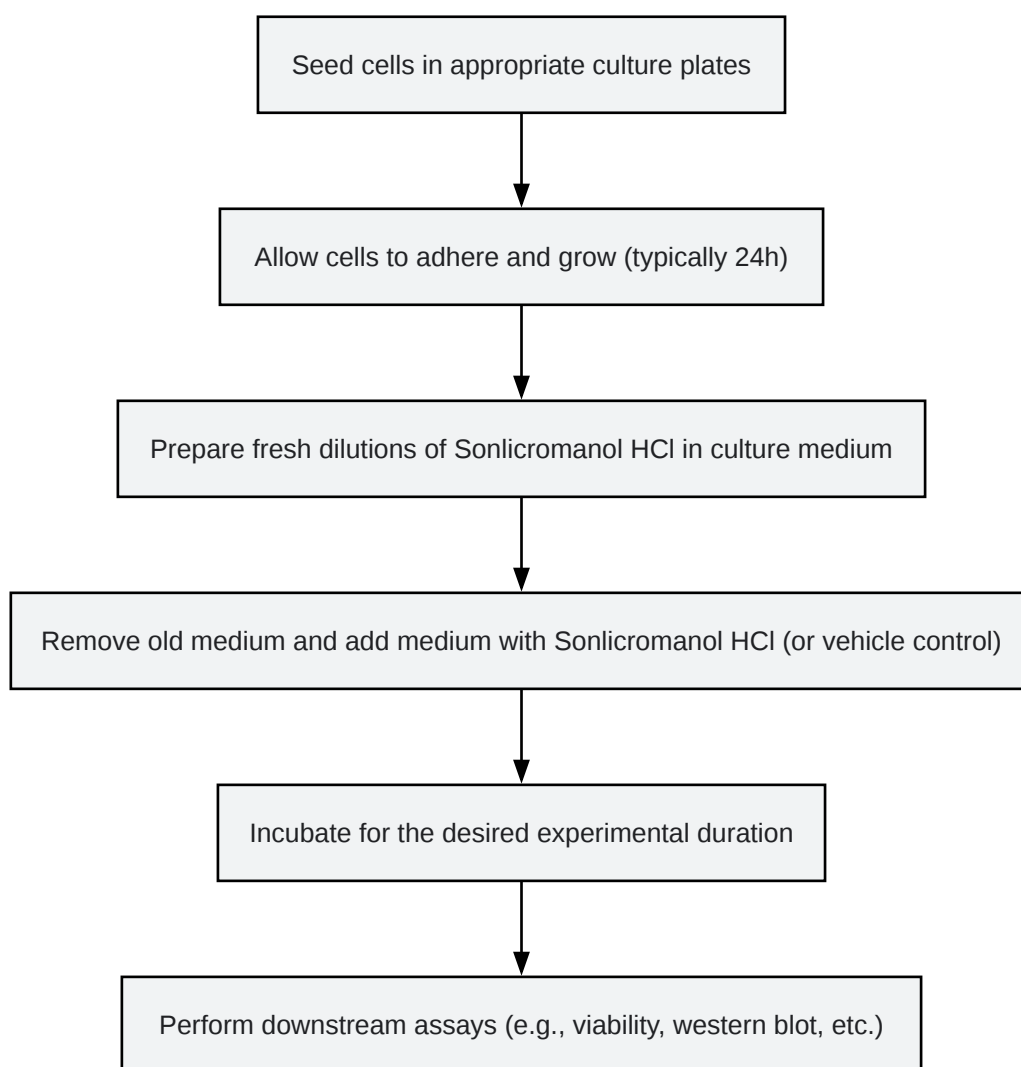 Seed cells in appropriate culture plates
Allow cells to adhere and grow (typically 24h)
Prepare fresh dilutions of Sonlicromanol HCl in culture medium
Remove old medium and add medium with Sonlicromanol HCl (or vehicle control)
Incubate for the desired experimental duration
Perform downstream assays (e.g., viability, western blot, etc.)